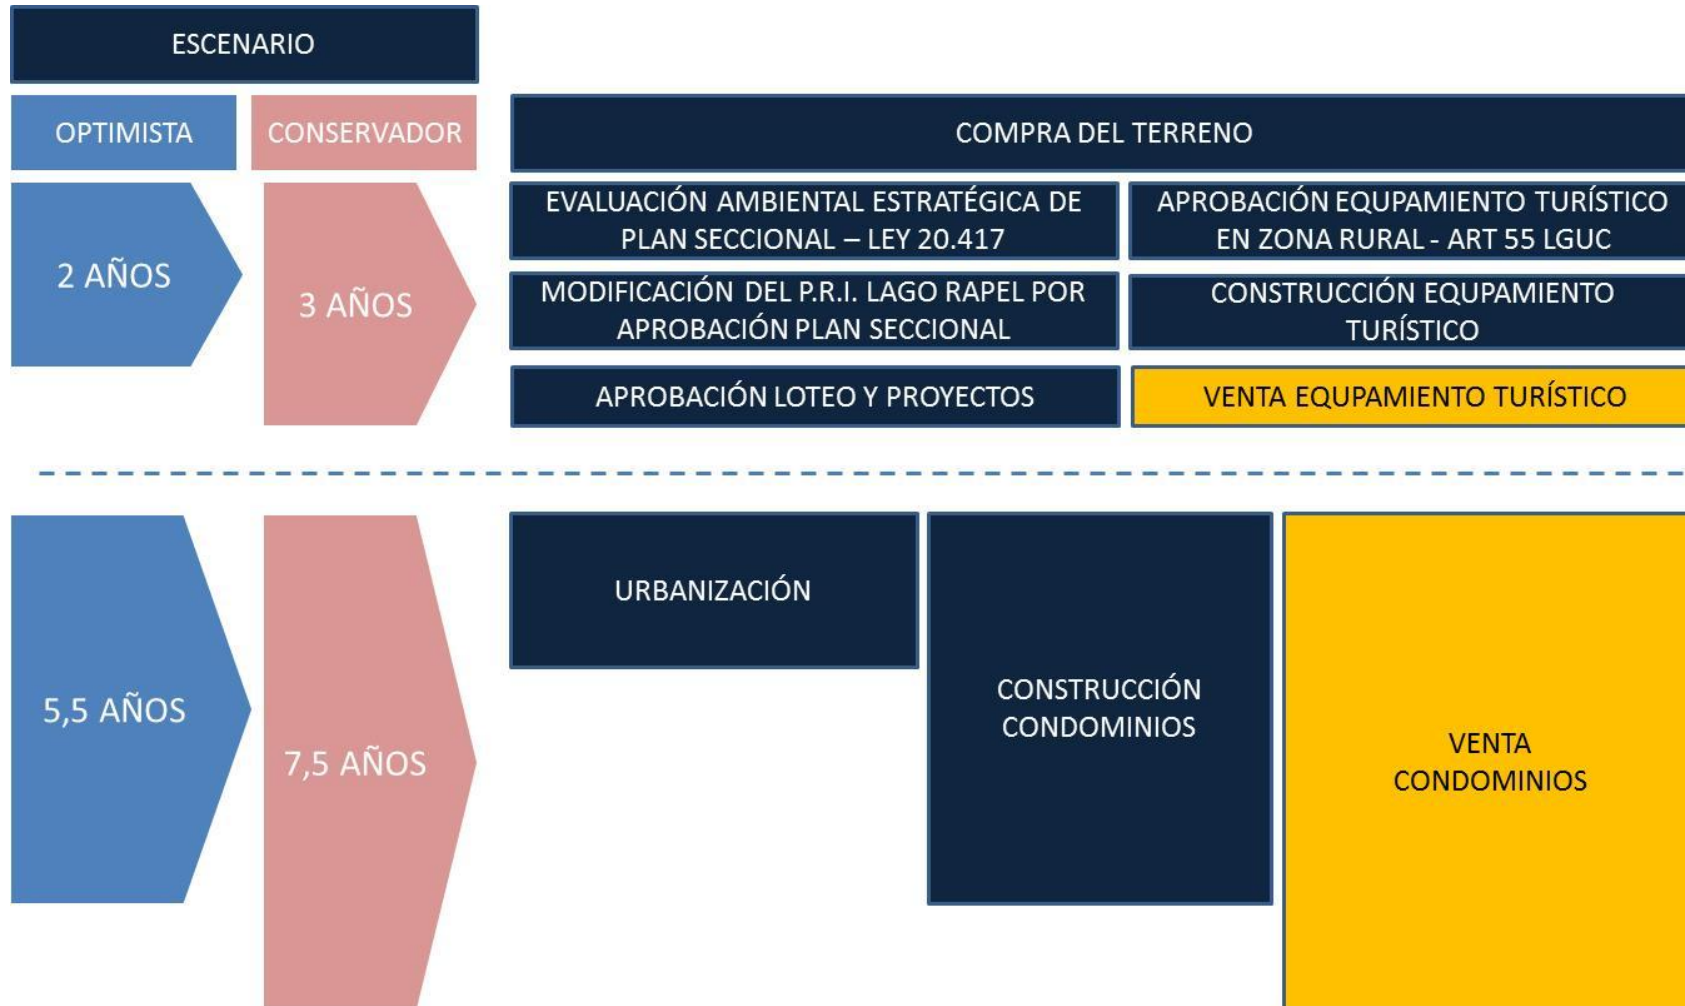 ESCENARIO
OPTIMISTA
CONSERVADOR
COMPRA DEL TERRENO
2 AÑOS
3 AÑOS
EVALUACIÓN AMBIENTAL ESTRATÉGICA DE
PLAN SECCIONAL – LEY 20.417
APROBACIÓN EQUPAMIENTO TURÍSTICO
EN ZONA RURAL - ART 55 LGUC
MODIFICACIÓN DEL P.R.I. LAGO RAPEL POR
APROBACIÓN PLAN SECCIONAL
CONSTRUCCIÓN EQUPAMIENTO
TURÍSTICO
APROBACIÓN LOTEO Y PROYECTOS
VENTA EQUPAMIENTO TURÍSTICO
5,5 AÑOS
7,5 AÑOS
URBANIZACIÓN
CONSTRUCCIÓN
CONDOMINIOS
VENTA
CONDOMINIOS